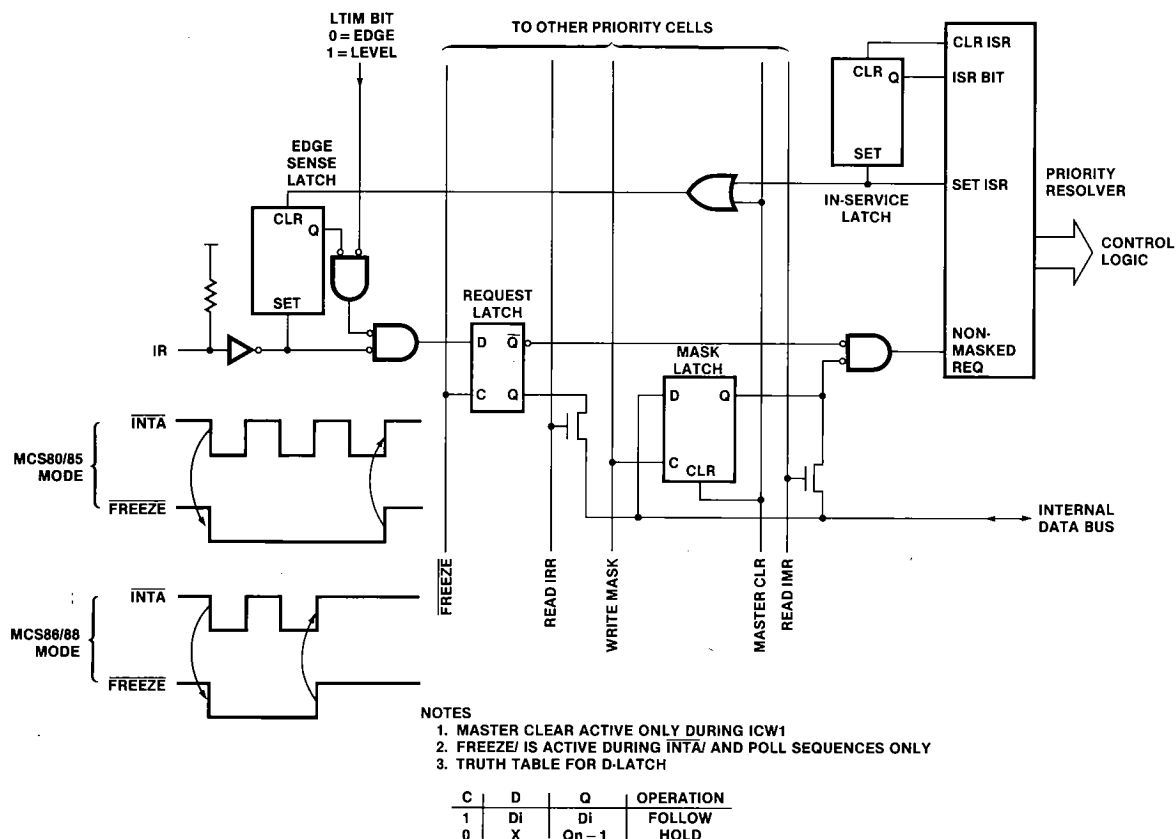 LTIM BIT
0 = EDGE
1 = LEVEL
TO OTHER PRIORITY CELLS
CLR ISR
CLR
Q
ISR BIT
SET
SET ISR
PRIORITY
RESOLVER
IN-SERVICE
LATCH
CONTROL
LOGIC
EDGE
SENSE
LATCH
CLR
Q
SET
REQUEST
LATCH
IR
D
Q
C
Q
MASK
LATCH
D
Q
C
CLR
NON-
MASKED
REQ
INTERNAL
DATA BUS
INTA
MCS80/85
MODE
FREEZE
INTA
MCS86/88
MODE
FREEZE
FREEZE
READ IRR
WRITE MASK
MASTER CLR
READ IMR
NOTES
1. MASTER CLEAR ACTIVE ONLY DURING ICW1
2. FREEZE/ IS ACTIVE DURING INTA/ AND POLL SEQUENCES ONLY
3. TRUTH TABLE FOR D-LATCH
C D Q OPERATION
1 Di Di FOLLOW
0 X Qn – 1 HOLD